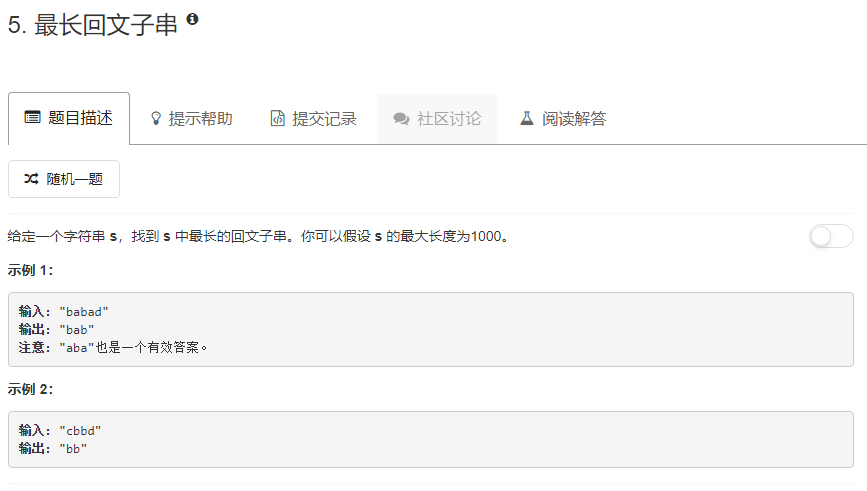 5. 最长回文子串
题目描述 提示帮助 提交记录 社区讨论 阅读解答
随机一题
给定一个字符串 s，找到 s 中最长的回文子串。你可以假设 s 的最大长度为1000。
示例 1：
输入: "babad"
输出: "bab"
注意: "aba"也是一个有效答案。
示例 2：
输入: "cbbd"
输出: "bb"